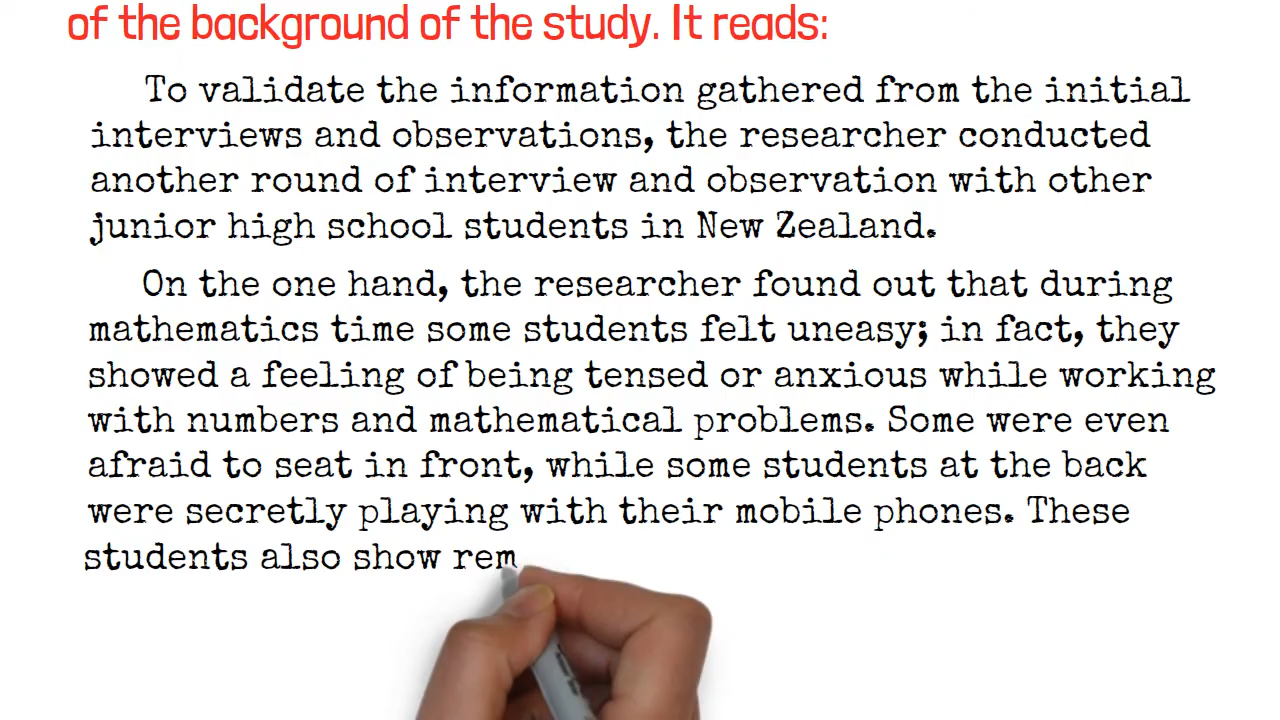 of the background of the study. It reads:
To validate the information gathered from the initial
interviews and observations, the researcher conducted
another round of interview and observation with other
junior high school students in New Zealand.
On the one hand, the researcher found out that during
mathematics time some students felt uneasy; in fact, they
showed a feeling of being tensed or anxious while working
with numbers and mathematical problems. Some were even
afraid to seat in front, while some students at the back
were secretly playing with their mobile phones. These
students also show rem